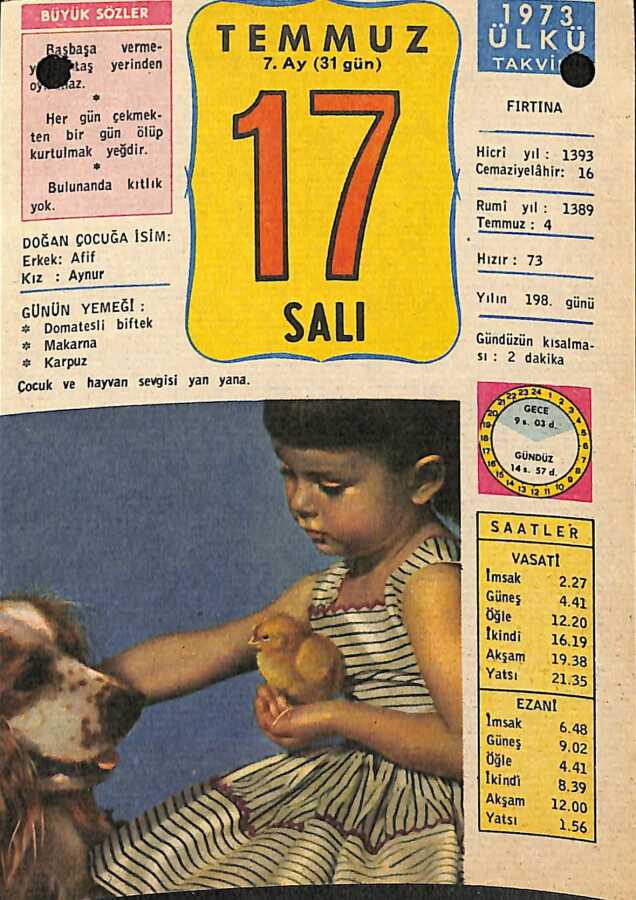 BÜYÜK SÖZLER
Başbaşa verme-
taş yerinden
*
Her gün çekmek-
ten bir gün ölüp
kurtulmak yeğdir.
*
Bulunanda kıtlık
yok.
DOĞAN ÇOCUĞA İSİM:
Erkek: Afif
Kız : Aynur
GÜNÜN YEMEĞİ :
* Domatesli biftek
* Makarna
* Karpuz
Çocuk ve hayvan sevgisi yan yana.
TEMMUZ
7. Ay (31 gün)
17
SALI
1973
ÜLKÜ
FIRTINA
Hicrî yıl : 1393
Cemaziyelâhir: 16
Rumî yıl : 1389
Temmuz : 4
Hızır : 73
Yılın 198. günü
Gündüzün kısalma-
sı : 2 dakika
GECE
9 s. 03 d.
GÜNDÜZ
14 s. 57 d.
SAATLER
VASATİ
İmsak 2.27
Güneş 4.41
Öğle 12.20
İkindi 16.19
Akşam 19.38
Yatsı 21.35
EZANİ
İmsak 6.48
Güneş 9.02
Öğle 4.41
İkindi 8.39
Akşam 12.00
Yatsı 1.56